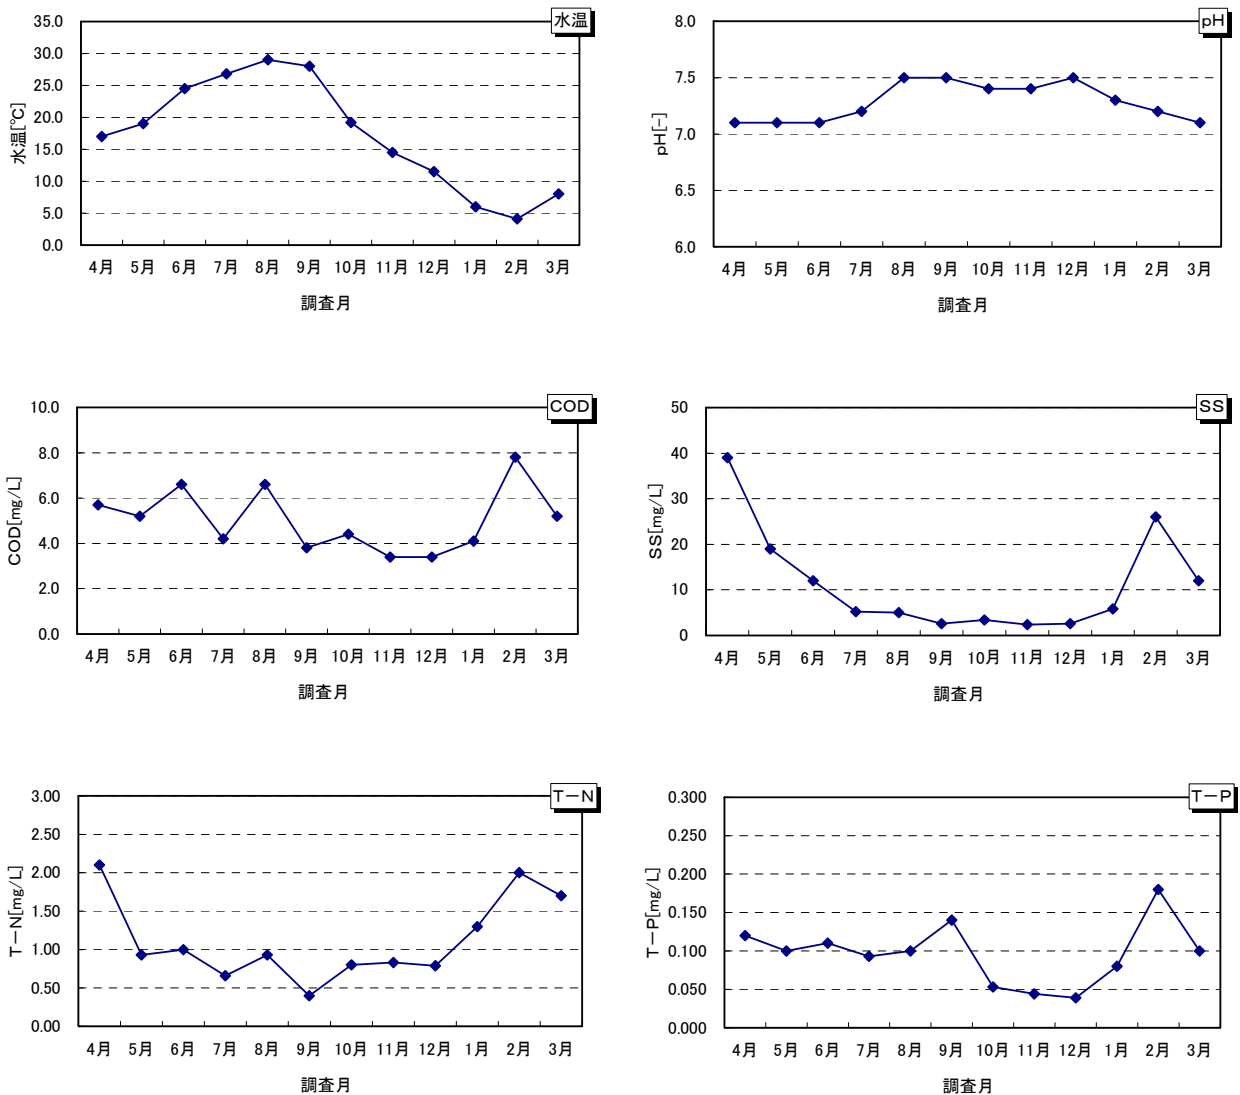 水温
水温[℃]
35.0
30.0
25.0
20.0
15.0
10.0
5.0
0.0
4月 5月 6月 7月 8月 9月 10月 11月 12月 1月 2月 3月
調査月
pH
pH[-]
8.0
7.5
7.0
6.5
6.0
4月 5月 6月 7月 8月 9月 10月 11月 12月 1月 2月 3月
調査月
COD
COD[mg/L]
10.0
8.0
6.0
4.0
2.0
0.0
4月 5月 6月 7月 8月 9月 10月 11月 12月 1月 2月 3月
調査月
SS
SS[mg/L]
50
40
30
20
10
0
4月 5月 6月 7月 8月 9月 10月 11月 12月 1月 2月 3月
調査月
T－N
T－N[mg/L]
3.00
2.50
2.00
1.50
1.00
0.50
0.00
4月 5月 6月 7月 8月 9月 10月 11月 12月 1月 2月 3月
調査月
T－P
T－P[mg/L]
0.300
0.250
0.200
0.150
0.100
0.050
0.000
4月 5月 6月 7月 8月 9月 10月 11月 12月 1月 2月 3月
調査月